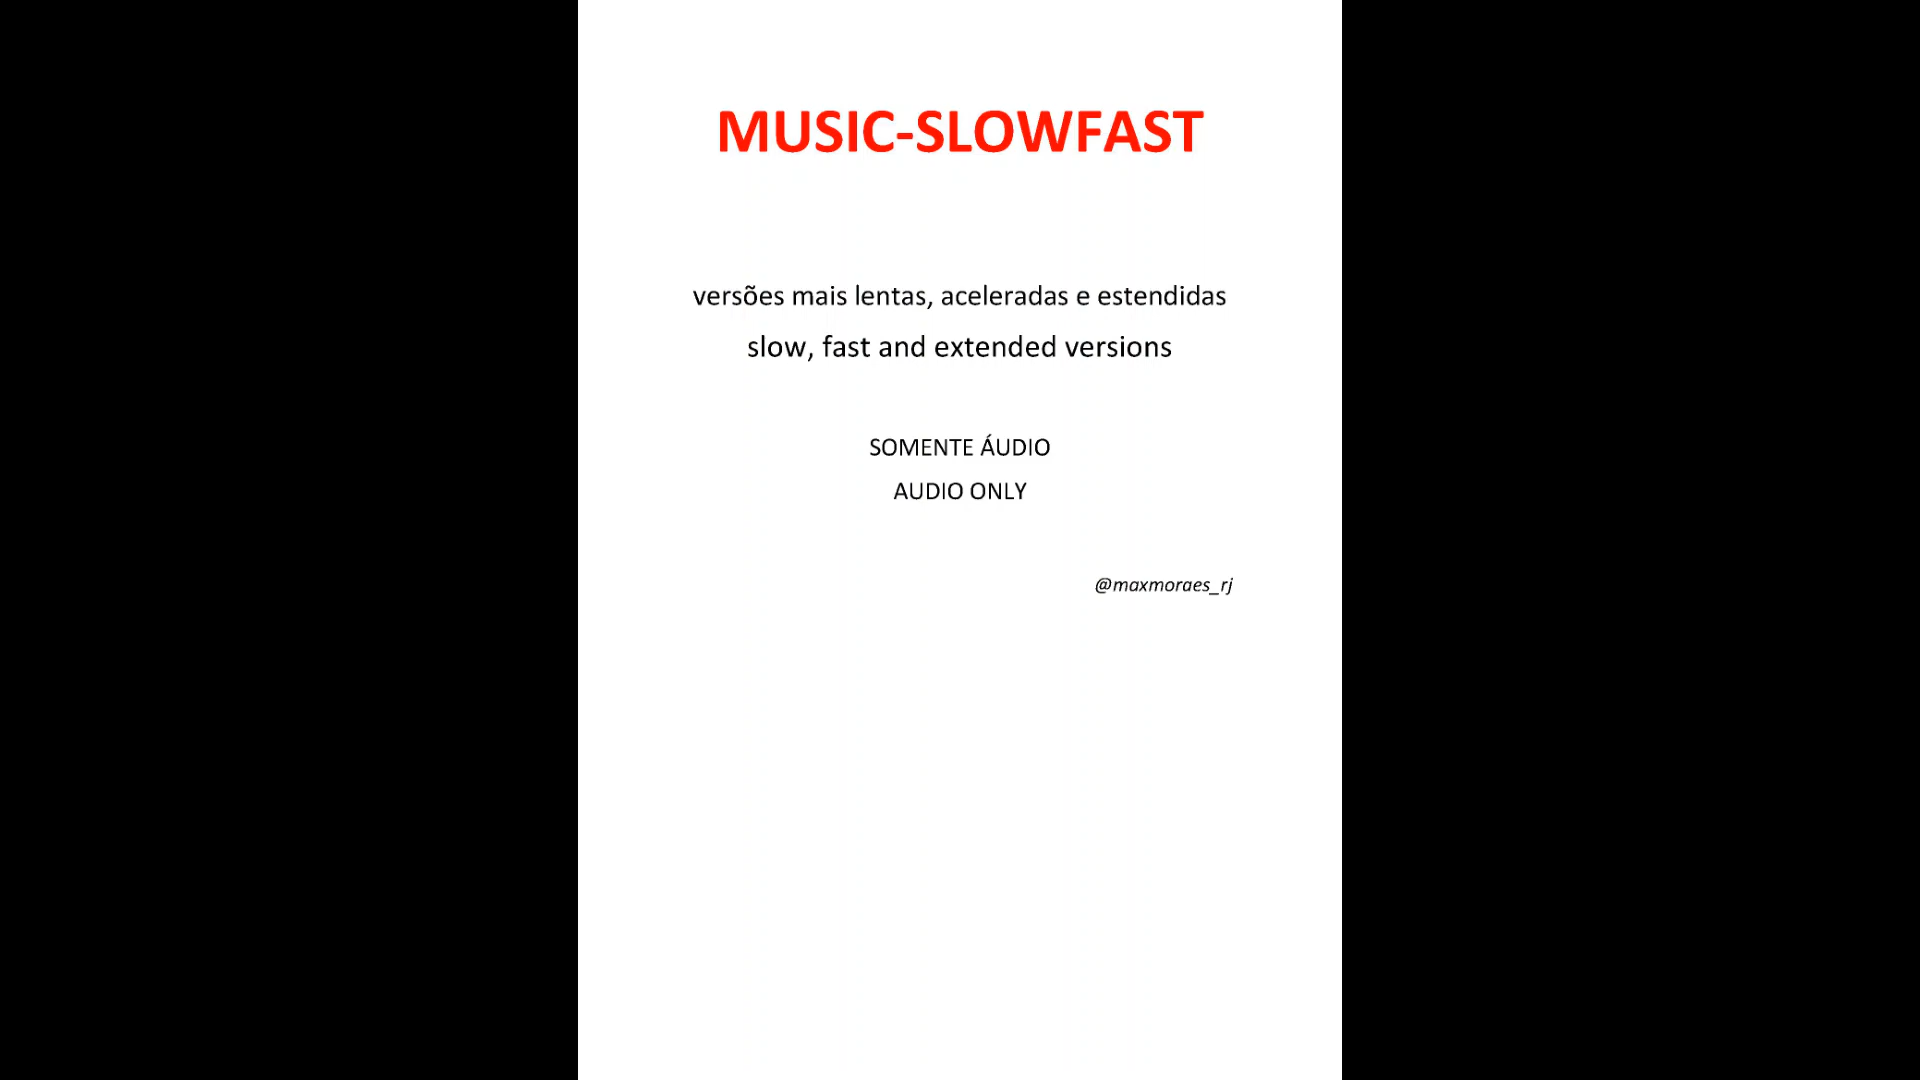 MUSIC-SLOWFAST
versões mais lentas, aceleradas e estendidas
slow, fast and extended versions
SOMENTE ÁUDIO
AUDIO ONLY
@maxmoraes_rj